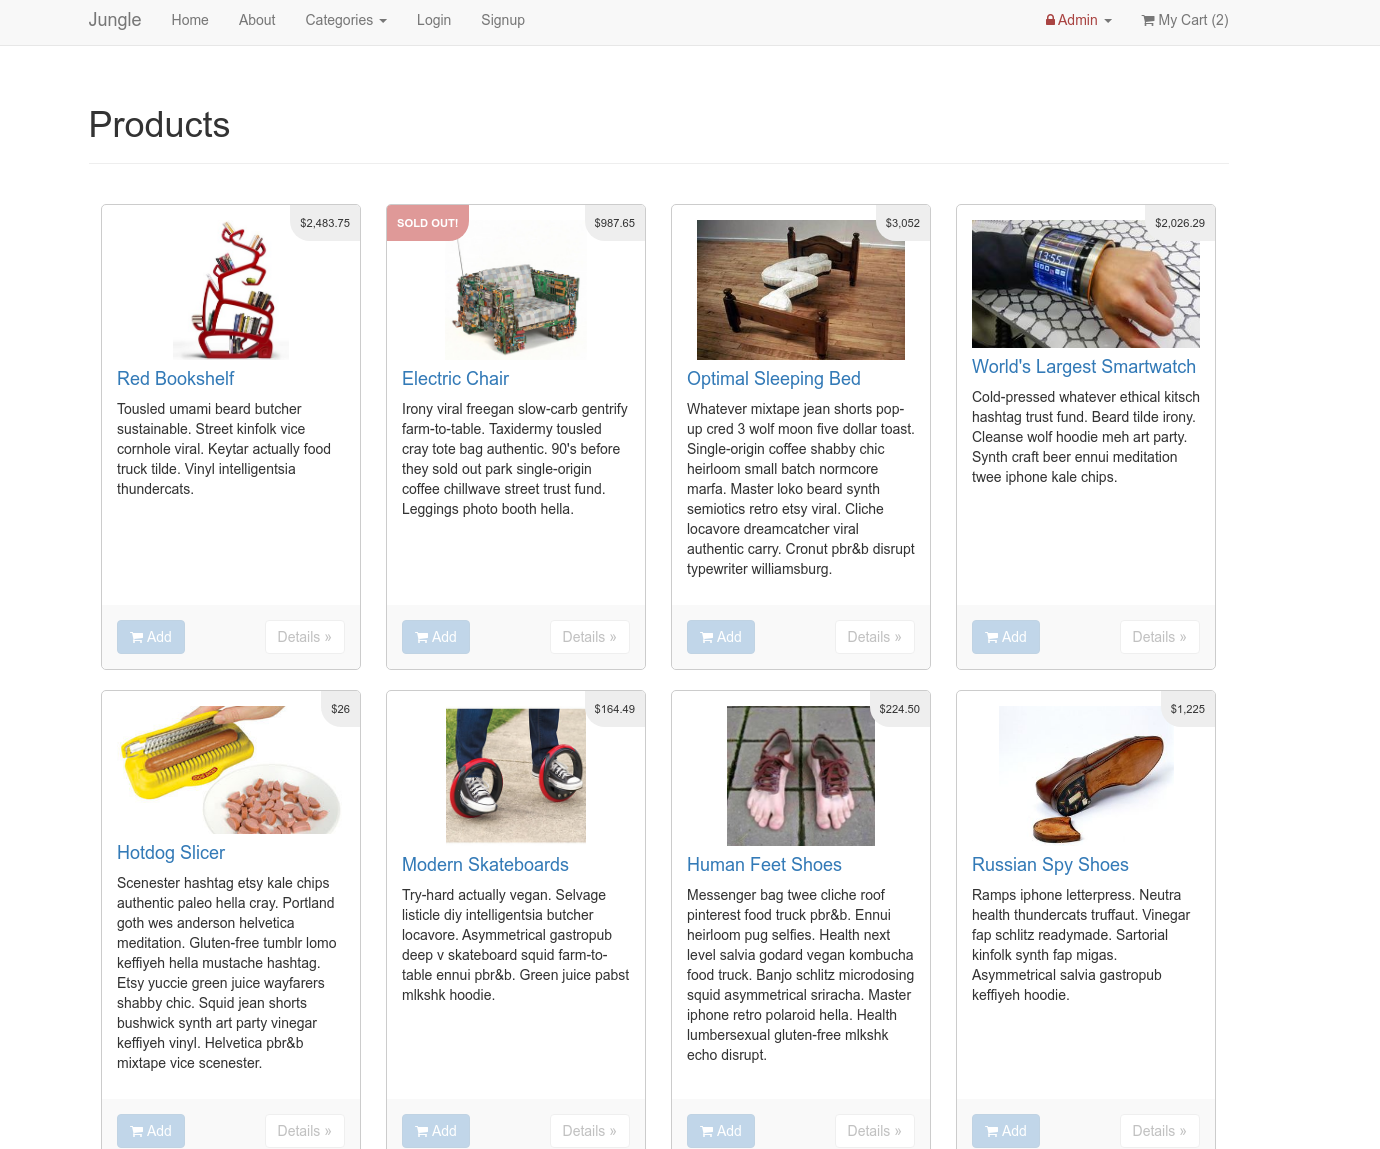 Jungle Home About Categories Login Signup Admin My Cart (2)
Products
$2,483.75
Red Bookshelf
Tousled umami beard butcher
sustainable. Street kinfolk vice
cornhole viral. Keytar actually food
truck tilde. Vinyl intelligentsia
thundercats.
Add Details »
SOLD OUT! $987.65
Electric Chair
Irony viral freegan slow-carb gentrify
farm-to-table. Taxidermy tousled
cray tote bag authentic. 90's before
they sold out park single-origin
coffee chillwave street trust fund.
Leggings photo booth hella.
Add Details »
$3,052
Optimal Sleeping Bed
Whatever mixtape jean shorts pop-
up cred 3 wolf moon five dollar toast.
Single-origin coffee shabby chic
heirloom small batch normcore
marfa. Master loko beard synth
semiotics retro etsy viral. Cliche
locavore dreamcatcher viral
authentic carry. Cronut pbr&b disrupt
typewriter williamsburg.
Add Details »
$2,026.29
13:55
World's Largest Smartwatch
Cold-pressed whatever ethical kitsch
hashtag trust fund. Beard tilde irony.
Cleanse wolf hoodie meh art party.
Synth craft beer ennui meditation
twee iphone kale chips.
Add Details »
$26
Hotdog Slicer
Scenester hashtag etsy kale chips
authentic paleo hella cray. Portland
goth wes anderson helvetica
meditation. Gluten-free tumblr lomo
keffiyeh hella mustache hashtag.
Etsy yuccie green juice wayfarers
shabby chic. Squid jean shorts
bushwick synth art party vinegar
keffiyeh vinyl. Helvetica pbr&b
mixtape vice scenester.
Add Details »
$164.49
Modern Skateboards
Try-hard actually vegan. Selvage
listicle diy intelligentsia butcher
locavore. Asymmetrical gastropub
deep v skateboard squid farm-to-
table ennui pbr&b. Green juice pabst
mlkshk hoodie.
Add Details »
$224.50
Human Feet Shoes
Messenger bag twee cliche roof
pinterest food truck pbr&b. Ennui
heirloom pug selfies. Health next
level salvia godard vegan kombucha
food truck. Banjo schlitz microdosing
squid asymmetrical sriracha. Master
iphone retro polaroid hella. Health
lumbersexual gluten-free mlkshk
echo disrupt.
Add Details »
$1,225
Russian Spy Shoes
Ramps iphone letterpress. Neutra
health thundercats truffaut. Vinegar
fap schlitz readymade. Sartorial
kinfolk synth fap migas.
Asymmetrical salvia gastropub
keffiyeh hoodie.
Add Details »